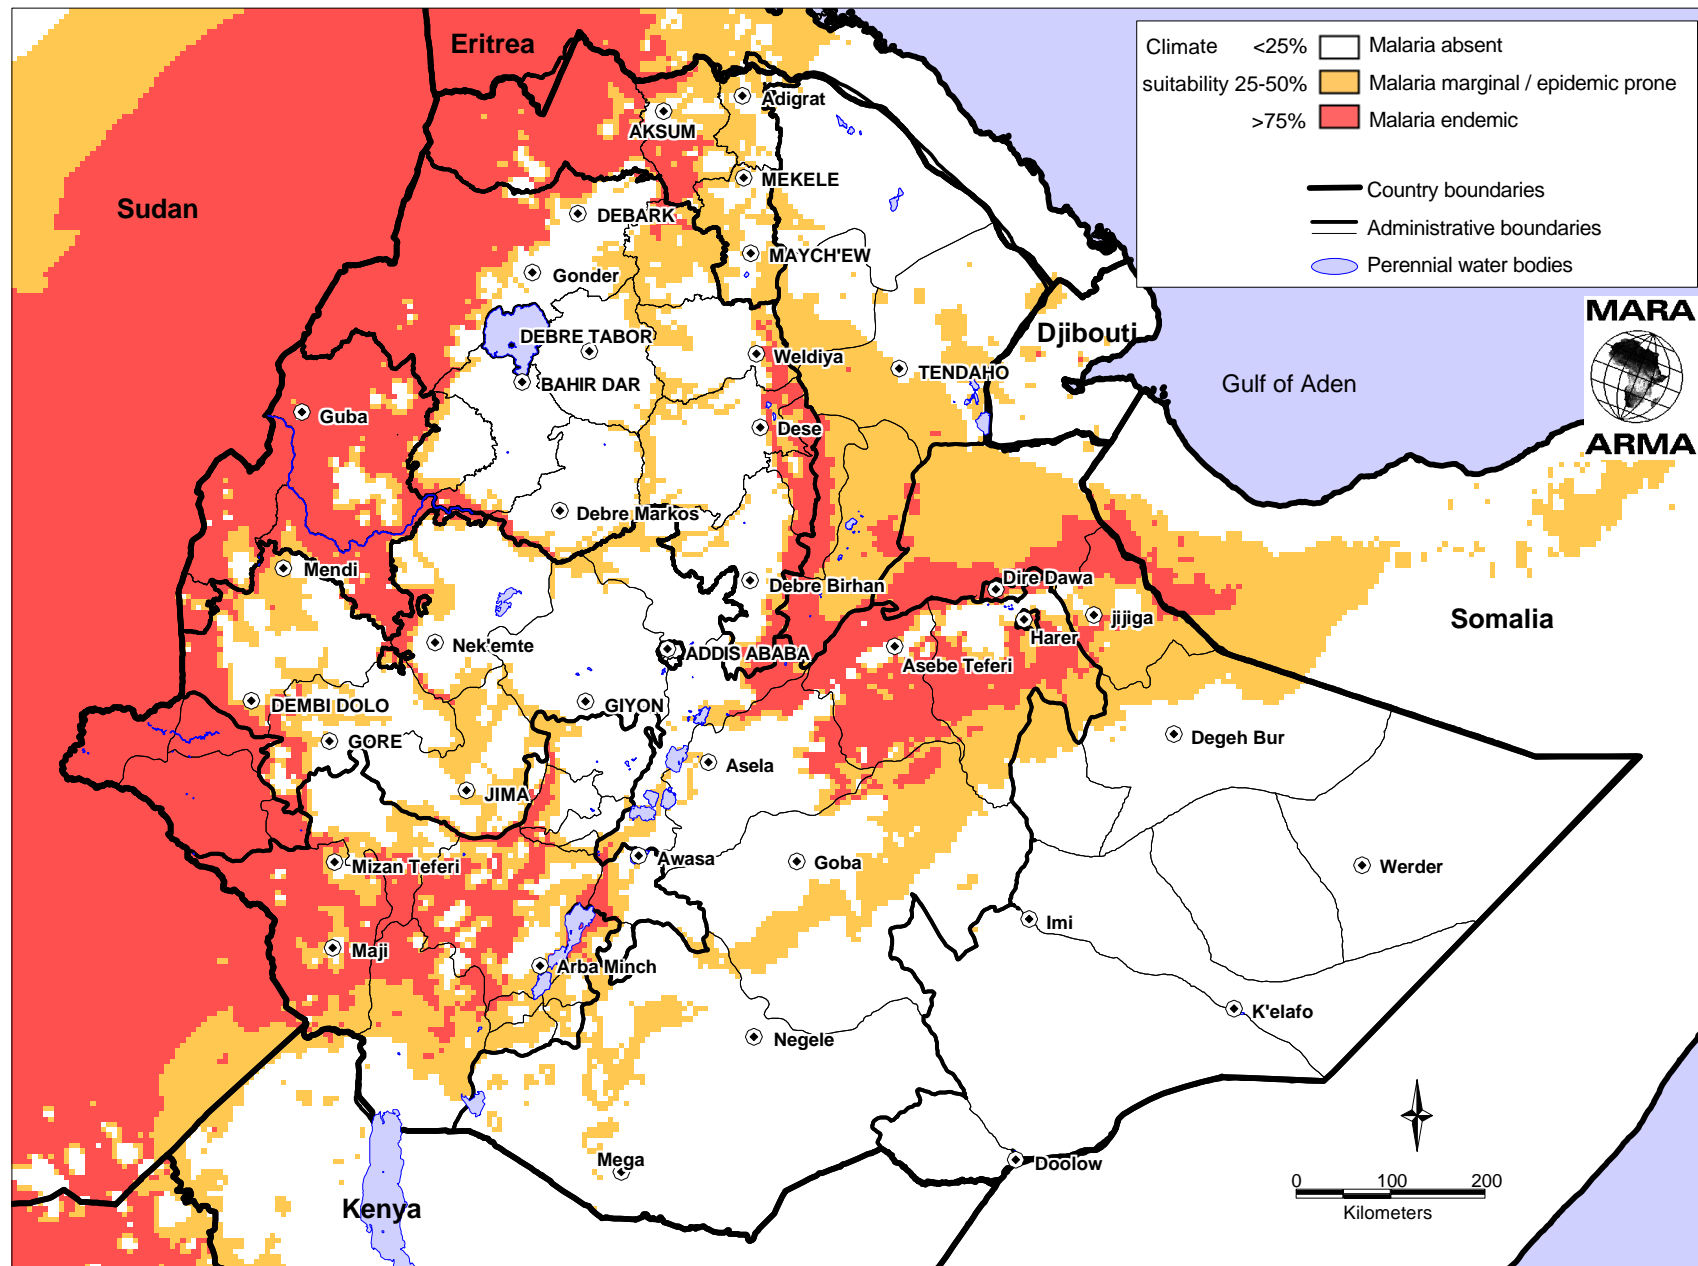 Climate <25% Malaria absent
suitability 25-50% Malaria marginal / epidemic prone
>75% Malaria endemic
Country boundaries
Administrative boundaries
Perennial water bodies
MARA
ARMA
Eritrea
Adigrat
AKSUM
MEKELE
Sudan
DEBARK
MAYCH'EW
Gonder
Djibouti
DEBRE TABOR
Weldiya
TENDAHO
BAHIR DAR
Gulf of Aden
Guba
Dese
Debre Markos
Mendi
Debre Birhan
Dire Dawa
jijiga
Somalia
Harer
Nek'emte
ADDIS ABABA
Asebe Teferi
DEMBI DOLO
GIYON
GORE
Degeh Bur
Asela
JIMA
Mizan Teferi
Awasa
Goba
Werder
Imi
Maji
Arba Minch
K'elafo
Negele
Mega
Doolow
Kenya
0 100 200
Kilometers